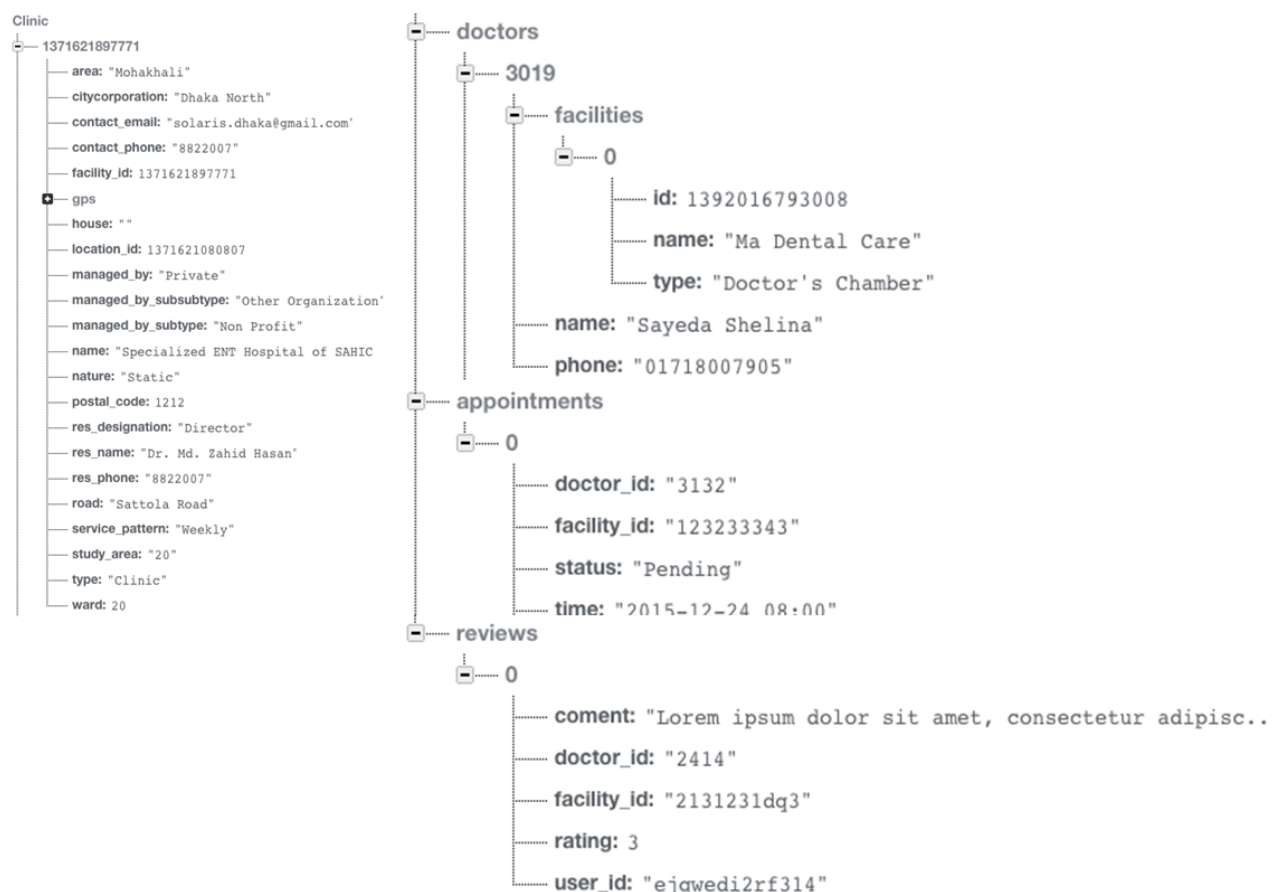 Clinic
1371621897771
area: "Mohakhali"
citycorporation: "Dhaka North"
contact_email: "solaris.dhaka@gmail.com'
contact_phone: "8822007"
facility_id: 1371621897771
gps
house: ""
location_id: 1371621080807
managed_by: "Private"
managed_by_subsubtype: "Other Organization'
managed_by_subtype: "Non Profit"
name: "Specialized ENT Hospital of SAHIC
nature: "Static"
postal_code: 1212
res_designation: "Director"
res_name: "Dr. Md. Zahid Hasan'
res_phone: "8822007"
road: "Sattola Road"
service_pattern: "Weekly"
study_area: "20"
type: "Clinic"
ward: 20
doctors
3019
facilities
0
id: 1392016793008
name: "Ma Dental Care"
type: "Doctor's Chamber"
name: "Sayeda Shelina"
phone: "01718007905"
appointments
0
doctor_id: "3132"
facility_id: "123233343"
status: "Pending"
time: "2015-12-24 08:00"
reviews
0
coment: "Lorem ipsum dolor sit amet, consectetur adipisc..
doctor_id: "2414"
facility_id: "2131231dq3"
rating: 3
user_id: "ejqwedi2rf314"